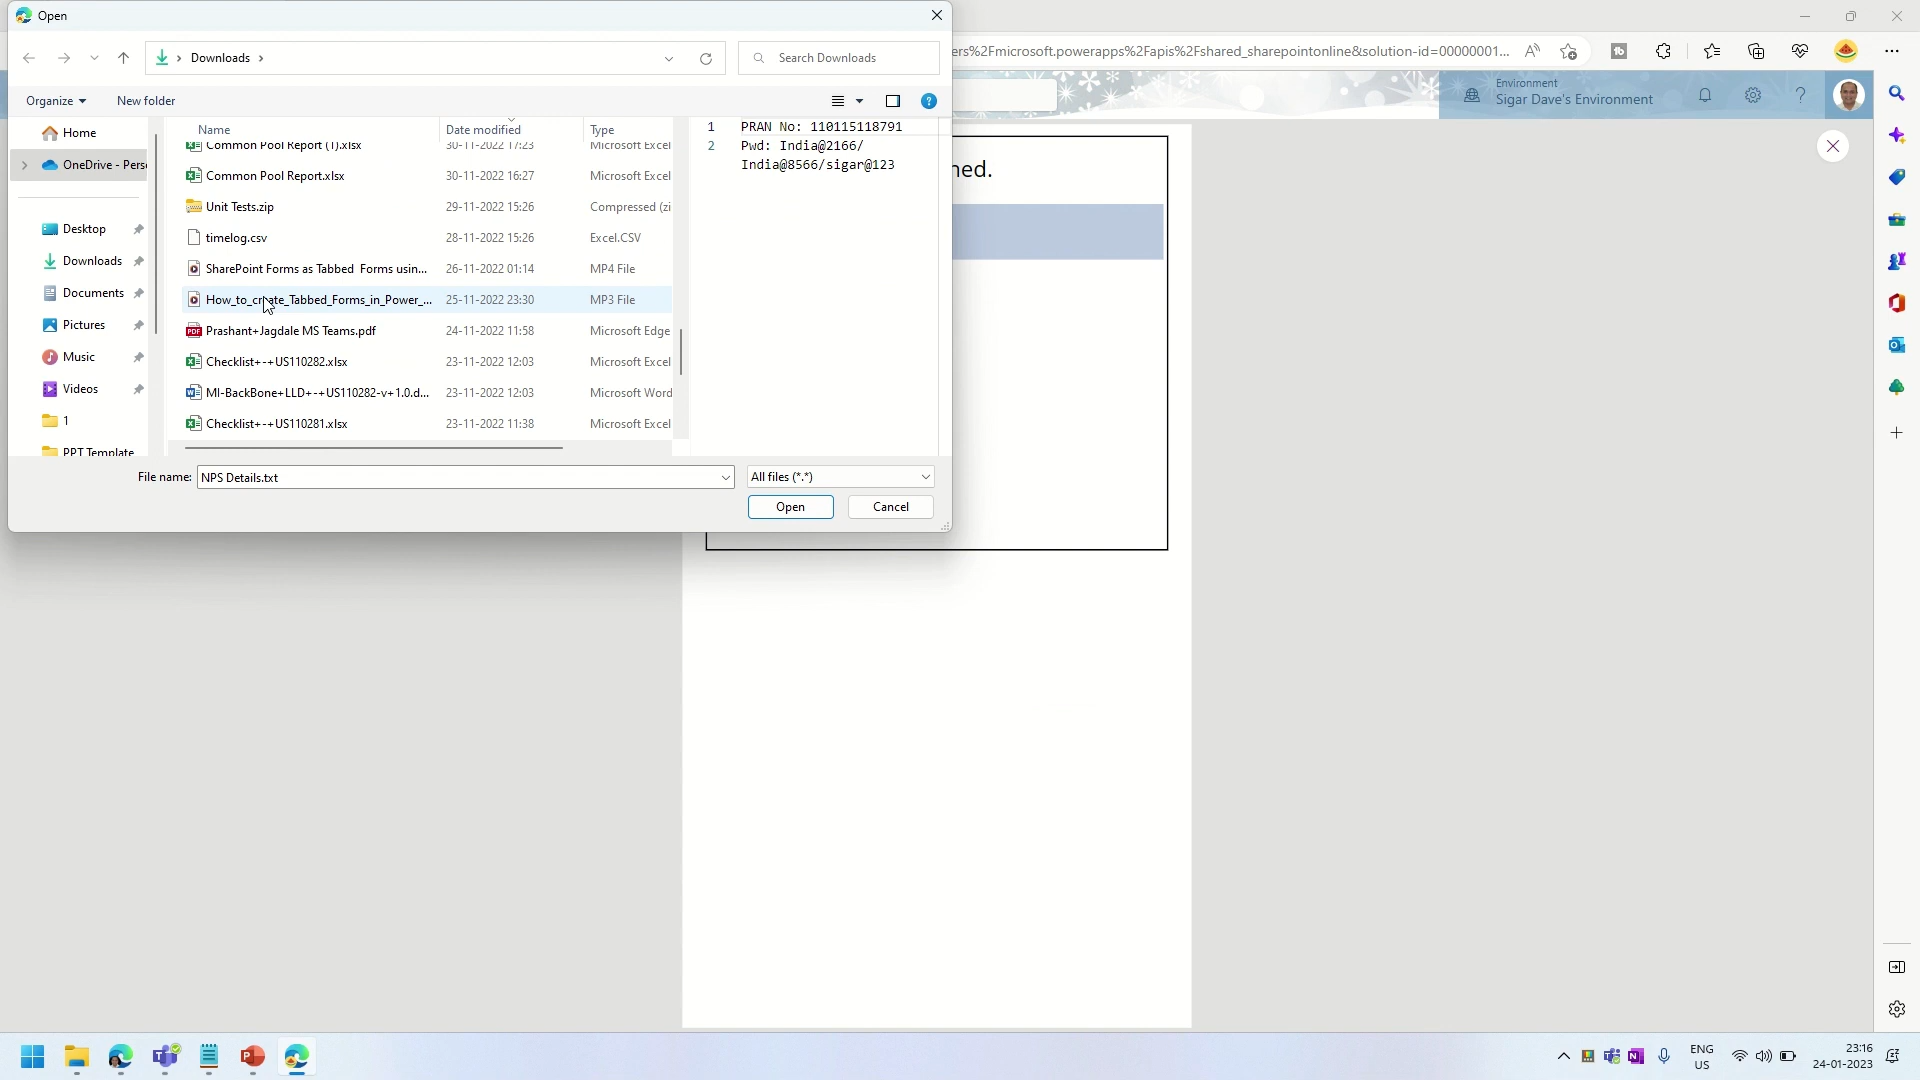 Open
ers%2Fmicrosoft.powerapps%2Fapis%2Fshared_sharepointonline&solution-id=00000001...
Downloads
Search Downloads
Environment
Sigar Dave's Environment
Organize
New folder
Home
OneDrive - Pers
Desktop
Downloads
Documents
Pictures
Music
Videos
1
PPT Template
Name Date modified Type
Common Pool Report (1).xlsx 30-11-2022 17:23 Microsoft Excel
Common Pool Report.xlsx 30-11-2022 16:27 Microsoft Excel
Unit Tests.zip 29-11-2022 15:26 Compressed (zi
timelog.csv 28-11-2022 15:26 Excel.CSV
SharePoint Forms as Tabbed Forms usin... 26-11-2022 01:14 MP4 File
How_to_create_Tabbed_Forms_in_Power_... 25-11-2022 23:30 MP3 File
Prashant+Jagdale MS Teams.pdf 24-11-2022 11:58 Microsoft Edge
Checklist+-+US110282.xlsx 23-11-2022 12:03 Microsoft Excel
MI-BackBone+LLD+-+US110282-v+1.0.d... 23-11-2022 12:03 Microsoft Word
Checklist+-+US110281.xlsx 23-11-2022 11:38 Microsoft Excel
1 PRAN No: 110115118791
2 Pwd: India@2166/
India@8566/sigar@123
ned.
File name: NPS Details.txt
All files (*.*)
Open
Cancel
ENG
US
23:16
24-01-2023